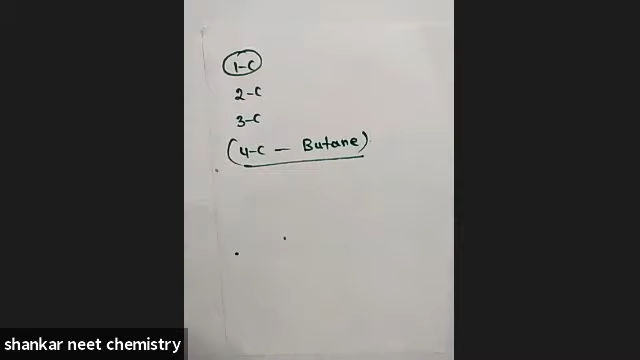 1-C
2-C
3-C
(4-C — Butane)
shankar neet chemistry